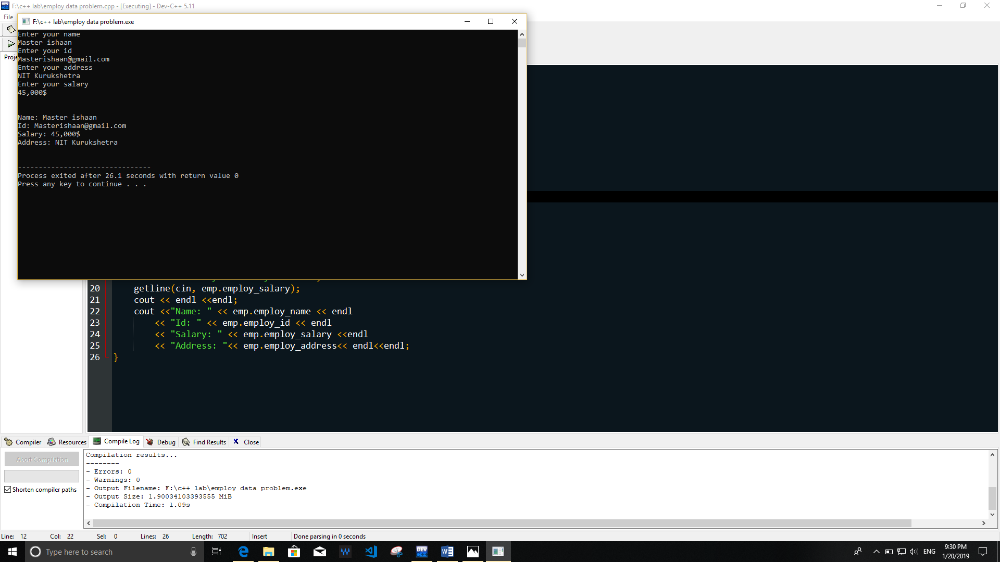 F:\c++ lab\employ data problem.cpp - [Executing] - Dev-C++ 5.11
File
F:\c++ lab\employ data problem.exe
Enter your name
Master ishaan
Enter your id
Masterishaan@gmail.com
Enter your address
NIT Kurukshetra
Enter your salary
45,000$
Name: Master ishaan
Id: Masterishaan@gmail.com
Salary: 45,000$
Address: NIT Kurukshetra
--------------------------------
Process exited after 26.1 seconds with return value 0
Press any key to continue . . .
20 getline(cin, emp.employ_salary);
21 cout << endl <<endl;
22 cout <<"Name: " << emp.employ_name << endl
23 << "Id: " << emp.employ_id << endl
24 << "Salary: " << emp.employ_salary <<endl
25 << "Address: "<< emp.employ_address<< endl<<endl;
26 }
Compiler Resources Compile Log Debug Find Results Close
Abort Compilation
Shorten compiler paths
Compilation results...
--------
- Errors: 0
- Warnings: 0
- Output Filename: F:\c++ lab\employ data problem.exe
- Output Size: 1.90034103393555 MiB
- Compilation Time: 1.09s
Line: 12 Col: 22 Sel: 0 Lines: 26 Length: 702 Insert Done parsing in 0 seconds
Type here to search
DEV
ENG
9:30 PM
1/20/2019